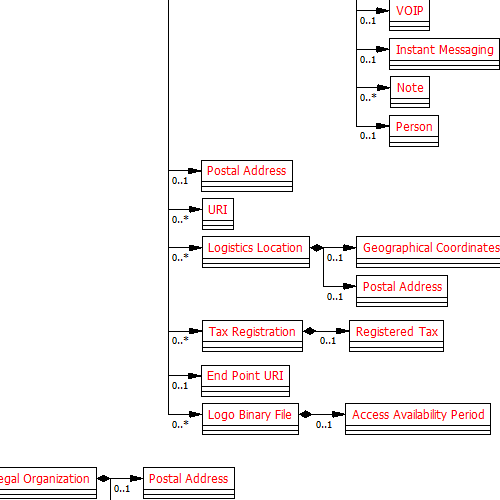 VOIP
0..1
Instant Messaging
0..1
Note
0..*
Person
0..1
Postal Address
0..1
URI
0..*
Logistics Location
0..*
Geographical Coordinates
0..1
Postal Address
0..1
Tax Registration
0..*
Registered Tax
0..1
End Point URI
0..1
Logo Binary File
0..*
Access Availability Period
0..1
egal Organization
Postal Address
0..1